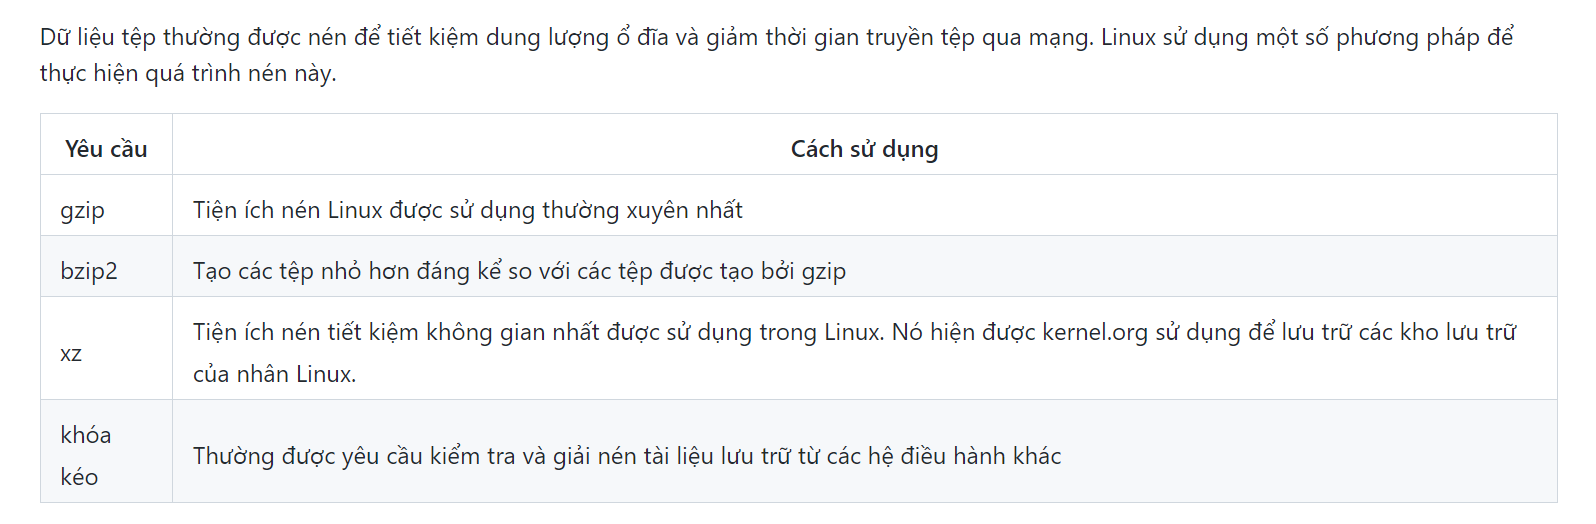 Dữ liệu tệp thường được nén để tiết kiệm dung lượng ổ đĩa và giảm thời gian truyền tệp qua mạng. Linux sử dụng một số phương pháp để
thực hiện quá trình nén này.
Yêu cầu
Cách sử dụng
gzip
Tiện ích nén Linux được sử dụng thường xuyên nhất
bzip2
Tạo các tệp nhỏ hơn đáng kể so với các tệp được tạo bởi gzip
xz
Tiện ích nén tiết kiệm không gian nhất được sử dụng trong Linux. Nó hiện được kernel.org sử dụng để lưu trữ các kho lưu trữ
của nhân Linux.
khóa
kéo
Thường được yêu cầu kiểm tra và giải nén tài liệu lưu trữ từ các hệ điều hành khác